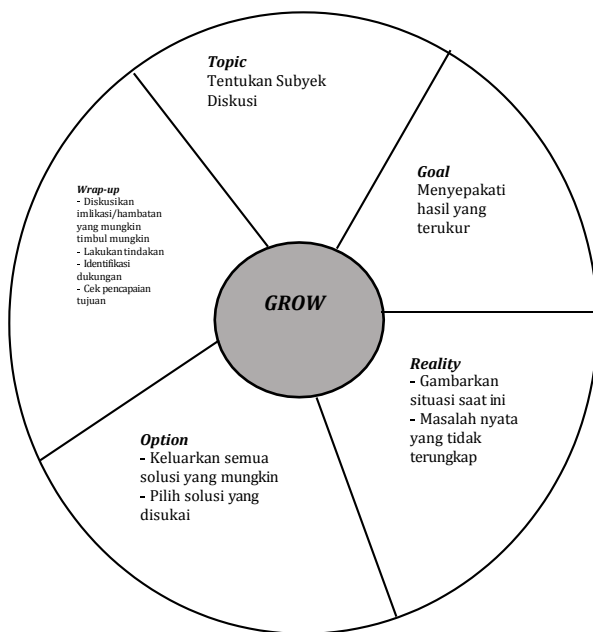 Topic
Tentukan Subyek
Diskusi
Goal
Menyepakati
hasil yang
terukur
Reality
- Gambarkan
situasi saat ini
- Masalah nyata
yang tidak
terungkap
Option
- Keluarkan semua
solusi yang mungkin
- Pilih solusi yang
disukai
Wrap-up
- Diskusikan
imlikasi/hambatan
yang mungkin
timbul mungkin
- Lakukan tindakan
- Identifikasi
dukungan
- Cek pencapaian
tujuan
GROW